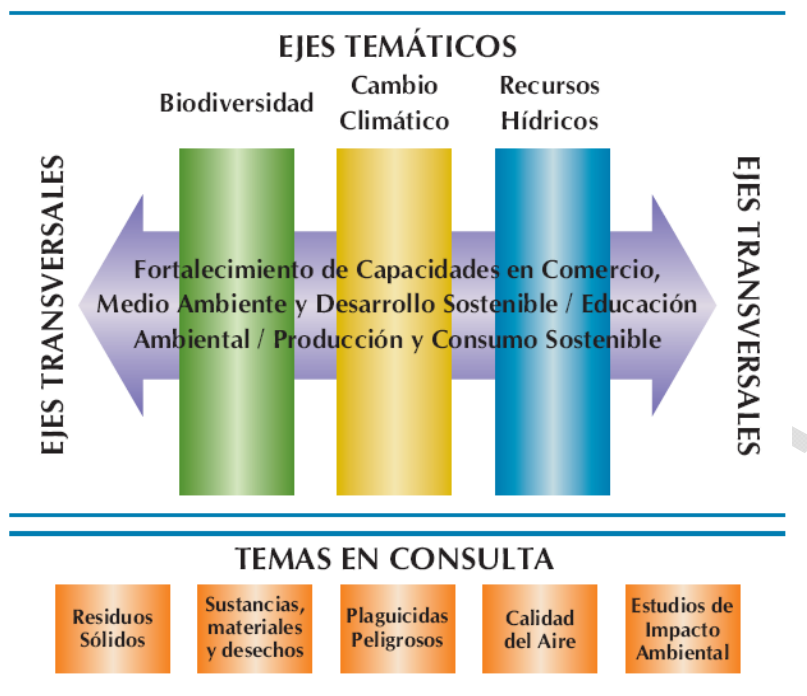 EJES TEMÁTICOS
Biodiversidad
Cambio
Climático
Recursos
Hídricos
EJES TRANSVERSALES
Fortalecimiento de Capacidades en Comercio,
Medio Ambiente y Desarrollo Sostenible / Educación
Ambiental / Producción y Consumo Sostenible
EJES TRANSVERSALES
TEMAS EN CONSULTA
Residuos
Sólidos
Sustancias,
materiales
y desechos
Plaguicidas
Peligrosos
Calidad
del Aire
Estudios de
Impacto
Ambiental